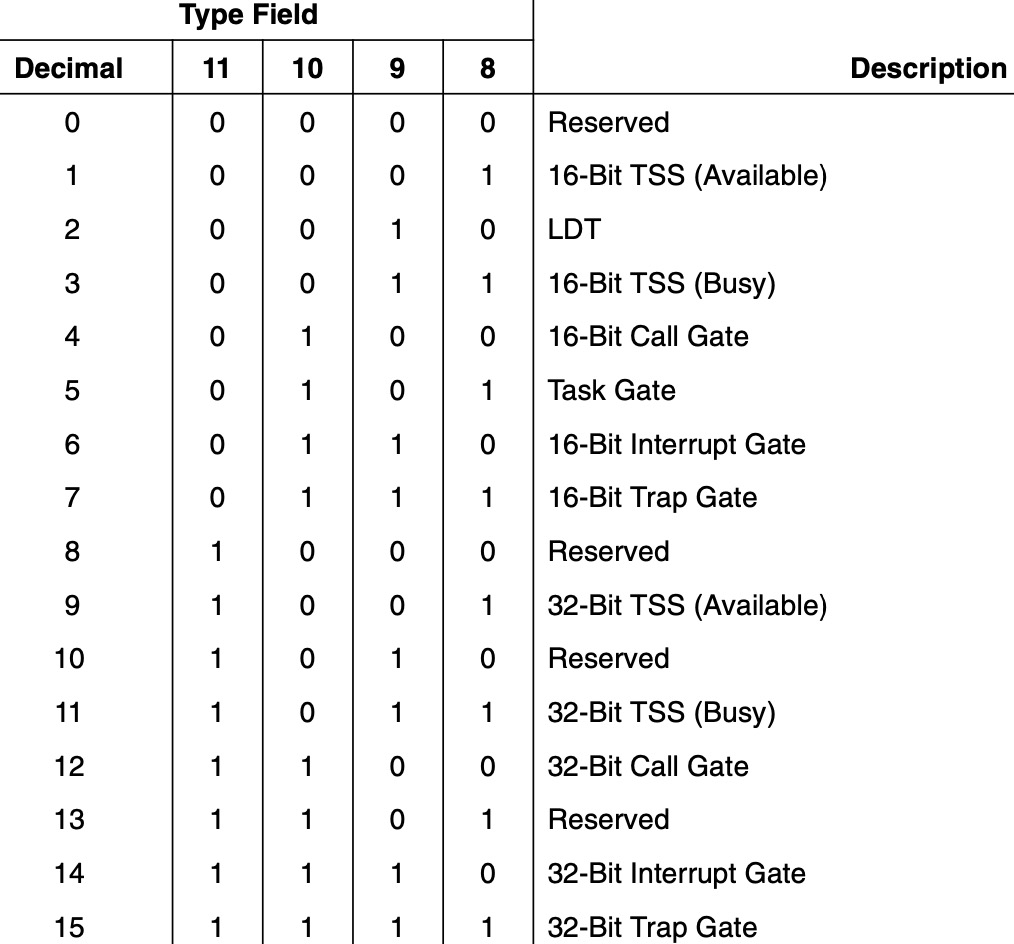 Type Field
Decimal 11 10 9 8 Description
0 0 0 0 0 Reserved
1 0 0 0 1 16-Bit TSS (Available)
2 0 0 1 0 LDT
3 0 0 1 1 16-Bit TSS (Busy)
4 0 1 0 0 16-Bit Call Gate
5 0 1 0 1 Task Gate
6 0 1 1 0 16-Bit Interrupt Gate
7 0 1 1 1 16-Bit Trap Gate
8 1 0 0 0 Reserved
9 1 0 0 1 32-Bit TSS (Available)
10 1 0 1 0 Reserved
11 1 0 1 1 32-Bit TSS (Busy)
12 1 1 0 0 32-Bit Call Gate
13 1 1 0 1 Reserved
14 1 1 1 0 32-Bit Interrupt Gate
15 1 1 1 1 32-Bit Trap Gate